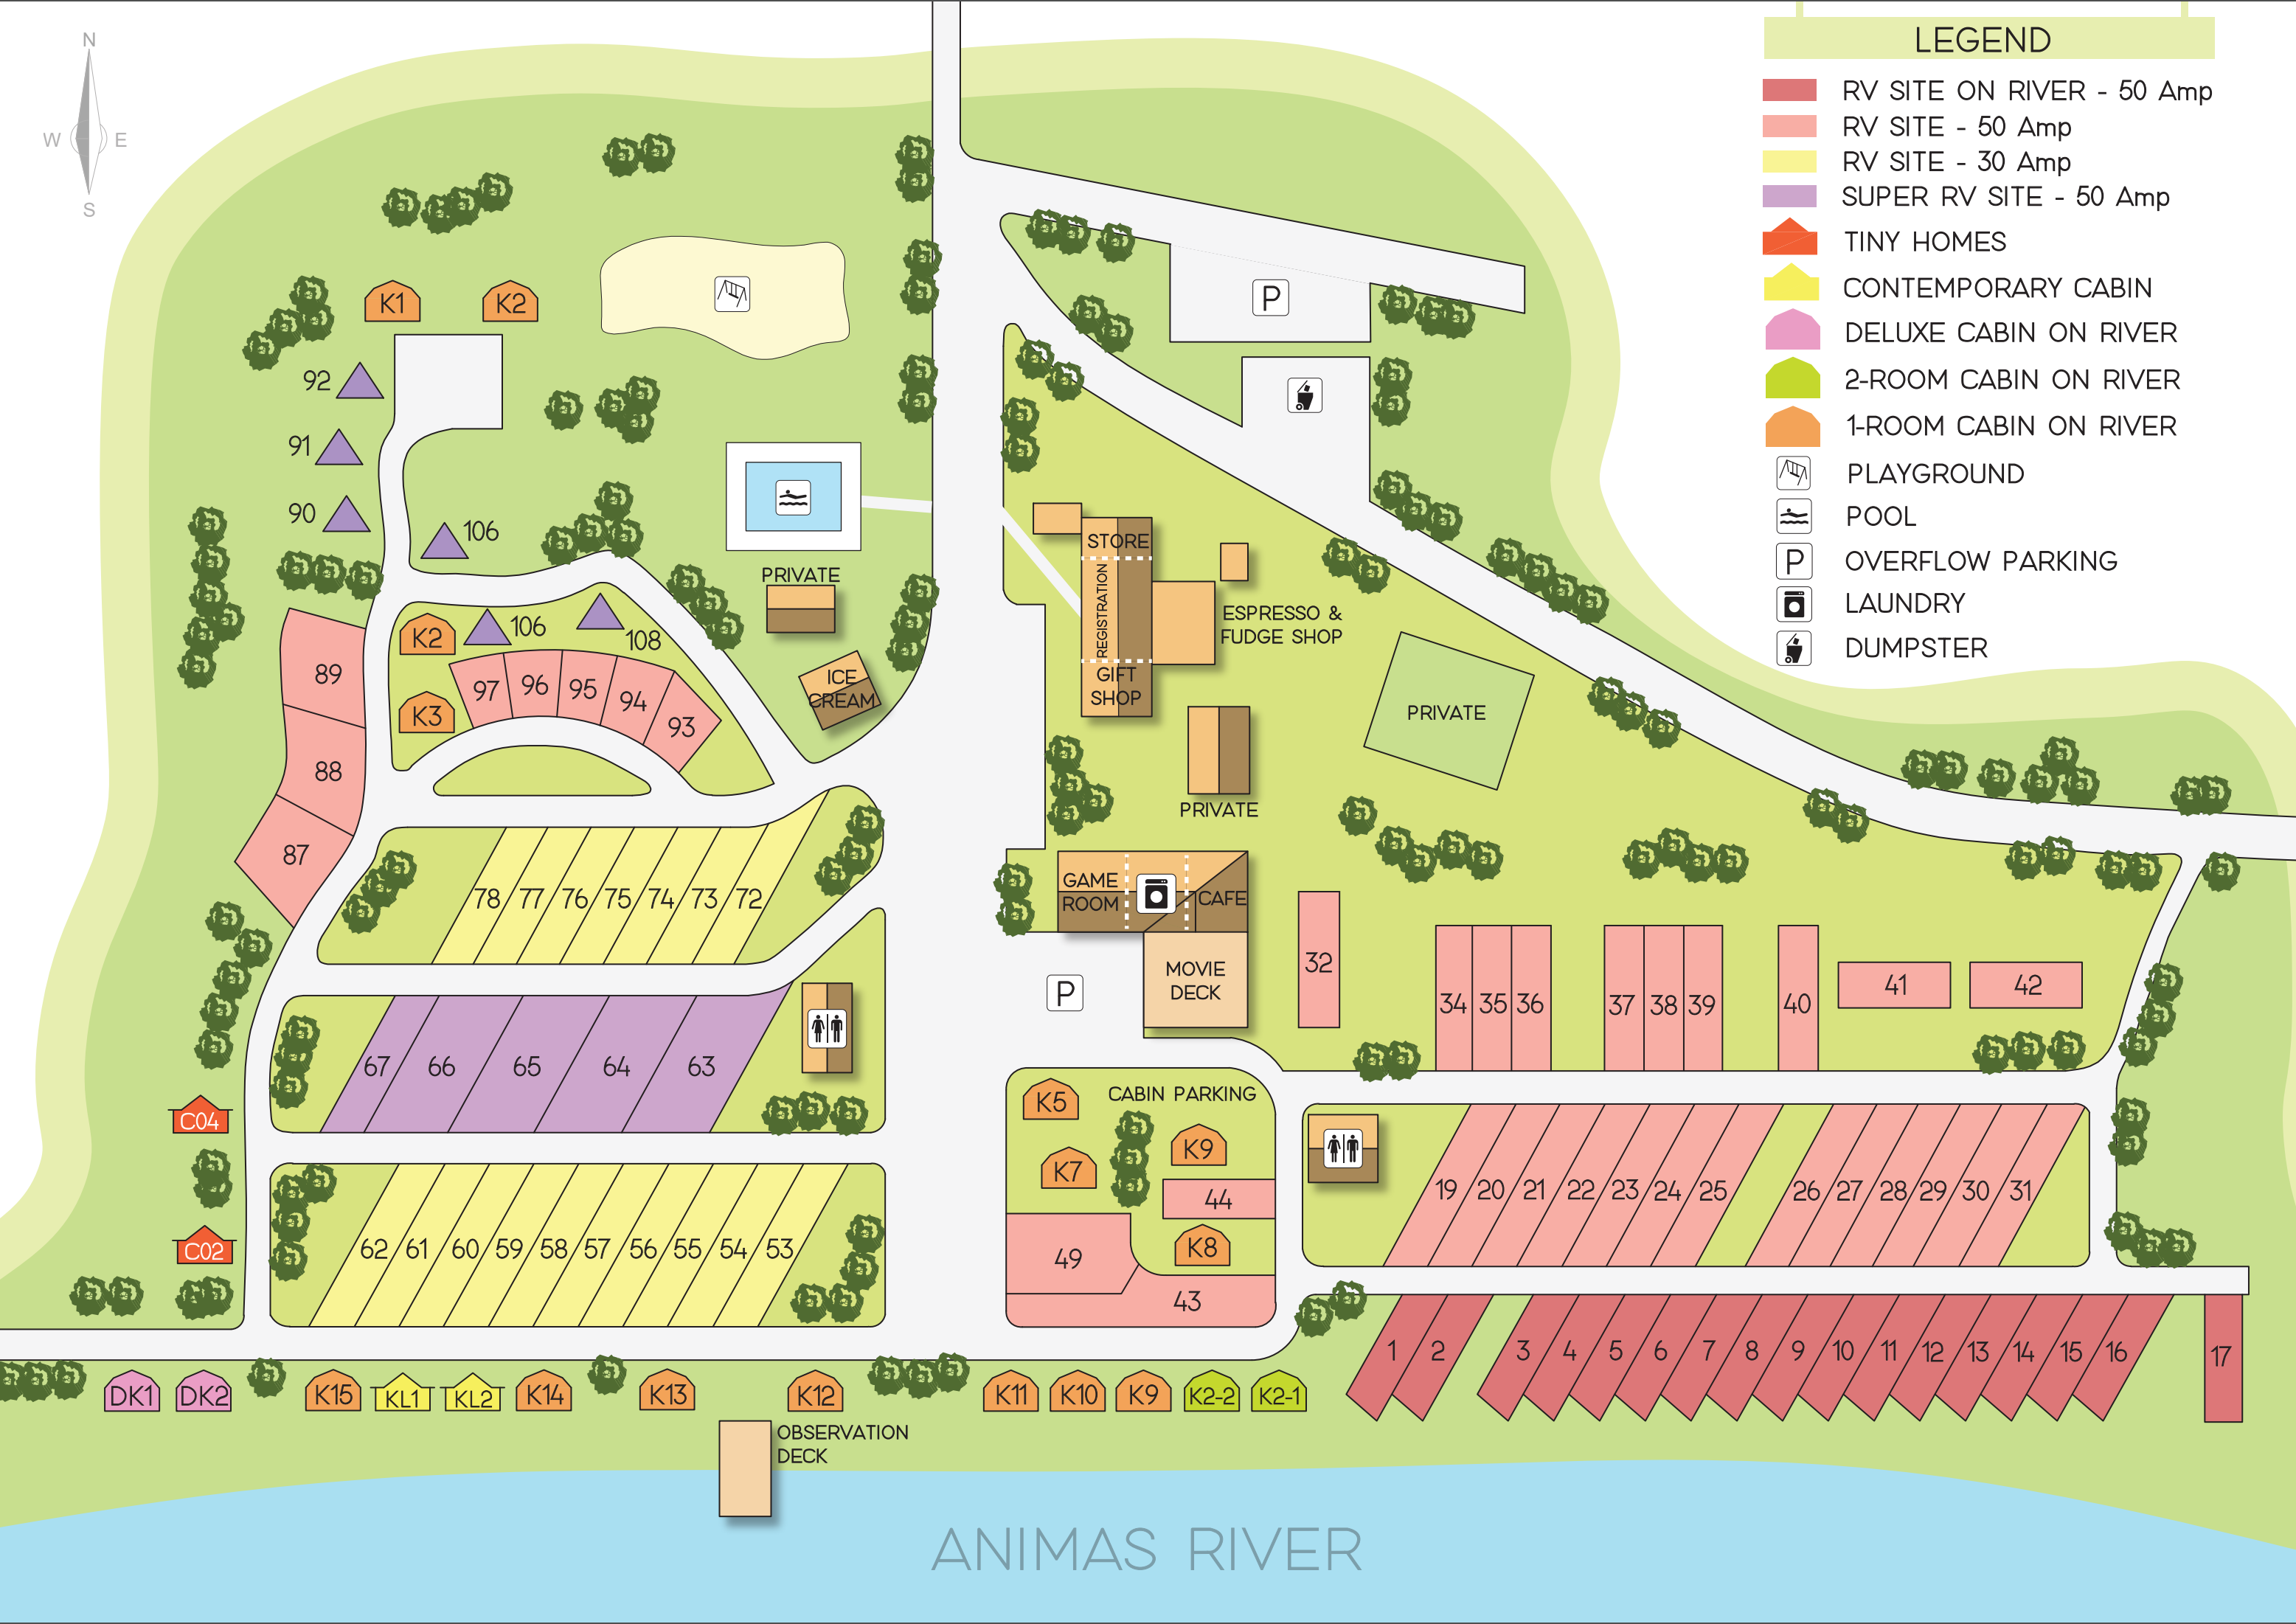 N
W E
S
LEGEND
RV SITE ON RIVER - 50 Amp
RV SITE - 50 Amp
RV SITE - 30 Amp
SUPER RV SITE - 50 Amp
TINY HOMES
CONTEMPORARY CABIN
DELUXE CABIN ON RIVER
2-ROOM CABIN ON RIVER
1-ROOM CABIN ON RIVER
PLAYGROUND
POOL
P OVERFLOW PARKING
LAUNDRY
DUMPSTER
K1 K2
P
92
91
90
106
STORE
REGISTRATION
GIFT
SHOP
ESPRESSO &
FUDGE SHOP
PRIVATE
ICE
CREAM
K2
106
108
K3
97 96 95 94 93
89
88
87
PRIVATE
PRIVATE
78 77 76 75 74 73 72
GAME
ROOM
CAFE
MOVIE
DECK
P
32
34 35 36
37 38 39
40
41
42
67 66 65 64 63
C04
C02
K5
CABIN PARKING
K7
K9
44
49
K8
43
19 20 21 22 23 24 25
26 27 28 29 30 31
62 61 60 59 58 57 56 55 54 53
1 2 3 4 5 6 7 8 9 10 11 12 13 14 15 16 17
DK1 DK2 K15 KL1 KL2 K14 K13 K12 K11 K10 K9 K2-2 K2-1
OBSERVATION
DECK
ANIMAS RIVER